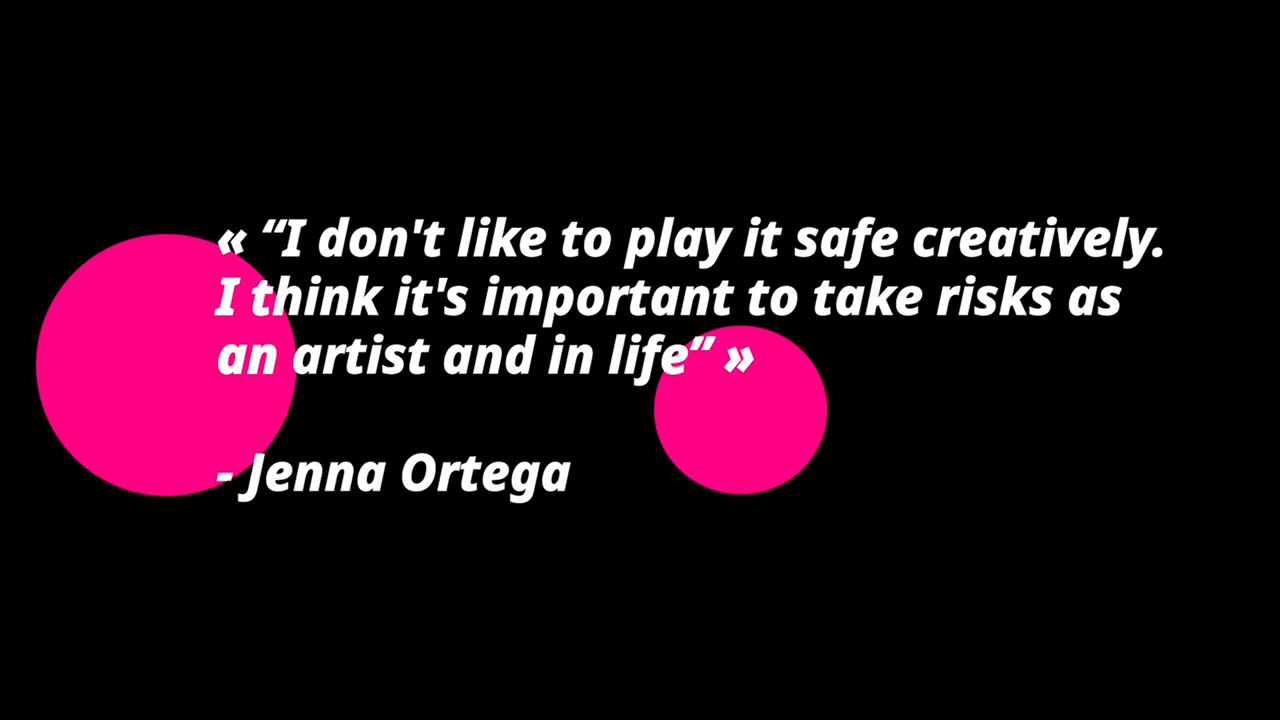 « “I don't like to play it safe creatively.
I think it's important to take risks as
an artist and in life” »
- Jenna Ortega